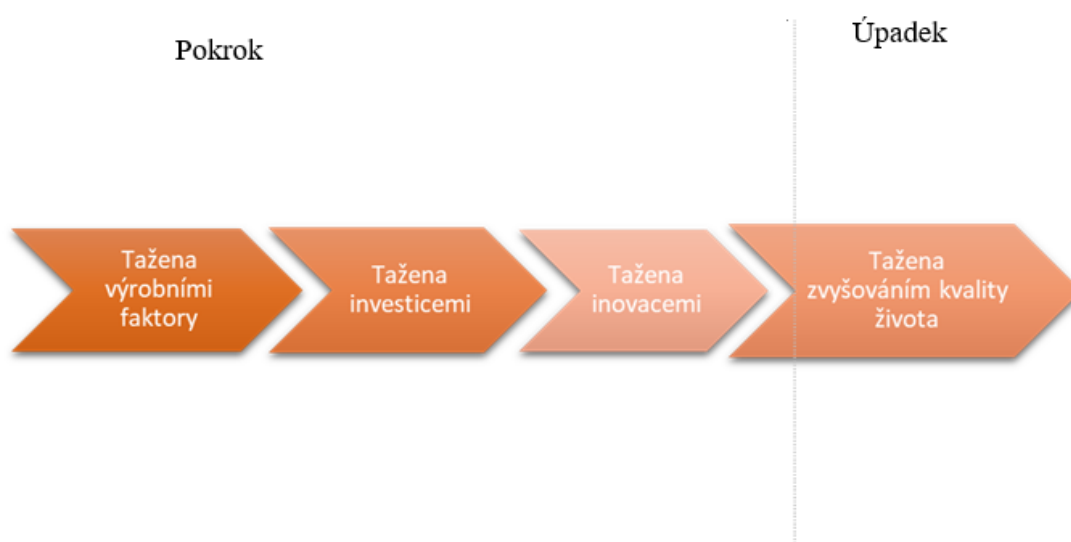 Pokrok
Úpadek
Tažena
výrobními
faktory
Tažena
investicemi
Tažena
inovacemi
Tažena
zvyšováním kvality
života